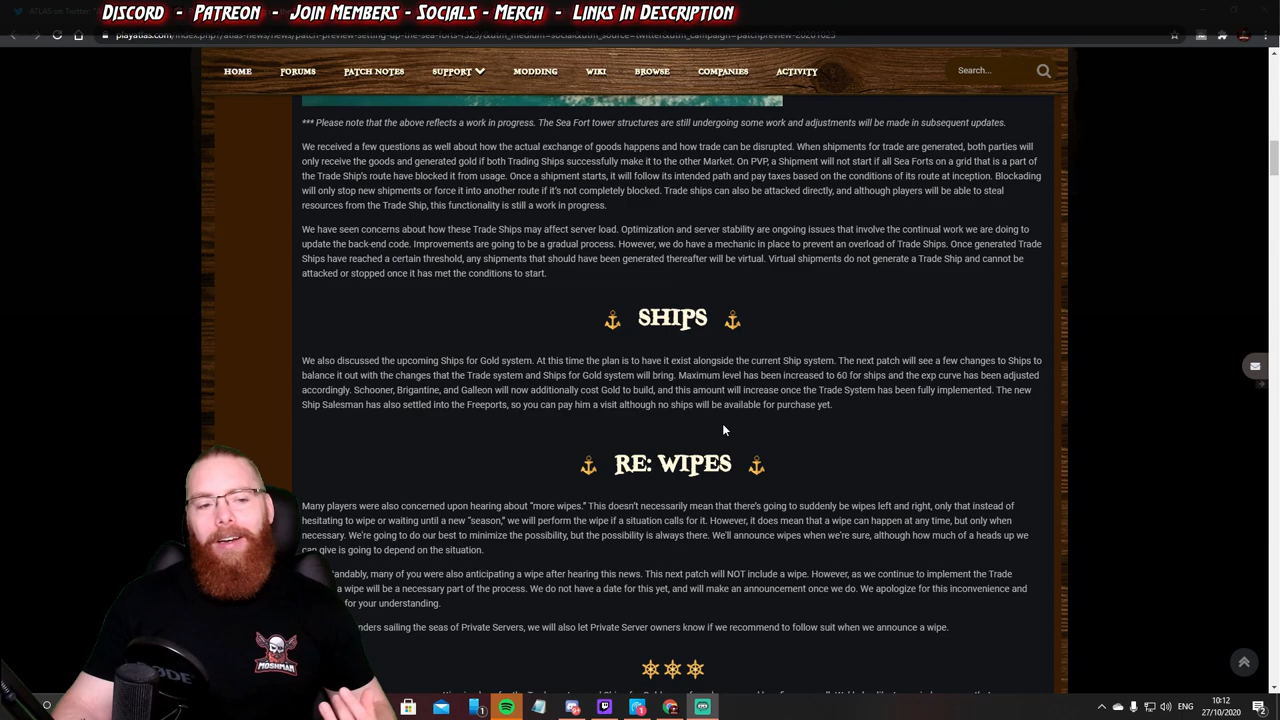 ATLAS on Twitter: "
DISCORD - PATREON - JOIN MEMBERS - SOCIALS - MERCH - LINKS IN DESCRIPTION
HOME FORUMS PATCH NOTES SUPPORT MODDING WIKI BROWSE COMPANIES ACTIVITY Search...
*** Please note that the above reflects a work in progress. The Sea Fort tower structures are still undergoing some work and adjustments will be made in subsequent updates.
We received a few questions as well about how the actual exchange of goods happens and how trade can be disrupted. When shipments for trade are generated, both parties will
only receive the goods and generated gold if both Trading Ships successfully make it to the other Market. On PVP, a Shipment will not start if all Sea Forts on a grid that is a part of
the Trade Ship's route have blocked it from usage. Once a shipment starts, it will follow its intended path and pay taxes based on the conditions of its route at inception. Blockading
will only stop new shipments or force it into another route if it's not completely blocked. Trade ships can also be attacked directly, and although players will be able to steal
resources from the Trade Ship, this functionality is still a work in progress.
We have seen concerns about how these Trade Ships may affect server load. Optimization and server stability are ongoing issues that involve the continual work we are doing to
update the back-end code. Improvements are going to be a gradual process. However, we do have a mechanic in place to prevent an overload of Trade Ships. Once generated Trade
Ships have reached a certain threshold, any shipments that should have been generated thereafter will be virtual. Virtual shipments do not generate a Trade Ship and cannot be
attacked or stopped once it has met the conditions to start.
SHIPS
We also discussed the upcoming Ships for Gold system. At this time the plan is to have it exist alongside the current Ship system. The next patch will see a few changes to Ships to
balance it out with the changes that the Trade system and Ships for Gold system will bring. Maximum level has been increased to 60 for ships and the exp curve has been adjusted
accordingly. Schooner, Brigantine, and Galleon will now additionally cost Gold to build, and this amount will increase once the Trade System has been fully implemented. The new
Ship Salesman has also settled into the Freeports, so you can pay him a visit although no ships will be available for purchase yet.
RE: WIPES
Many players were also concerned upon hearing about "more wipes." This doesn't necessarily mean that there's going to suddenly be wipes left and right, only that instead of
hesitating to wipe or waiting until a new "season," we will perform the wipe if a situation calls for it. However, it does mean that a wipe can happen at any time, but only when
necessary. We're going to do our best to minimize the possibility, but the possibility is always there. We'll announce wipes when we're sure, although how much of a heads up we
can give is going to depend on the situation.
andably, many of you were also anticipating a wipe after hearing this news. This next patch will NOT include a wipe. However, as we continue to implement the Trade
a wipe will be a necessary part of the process. We do not have a date for this yet, and will make an announcement once we do. We apologize for this inconvenience and
for your understanding.
nders sailing the seas of Private Servers, we will also let Private Server owners know if we recommend to follow suit when we announce a wipe.
MOSHMAN
ENG
10:12
27/10/2020